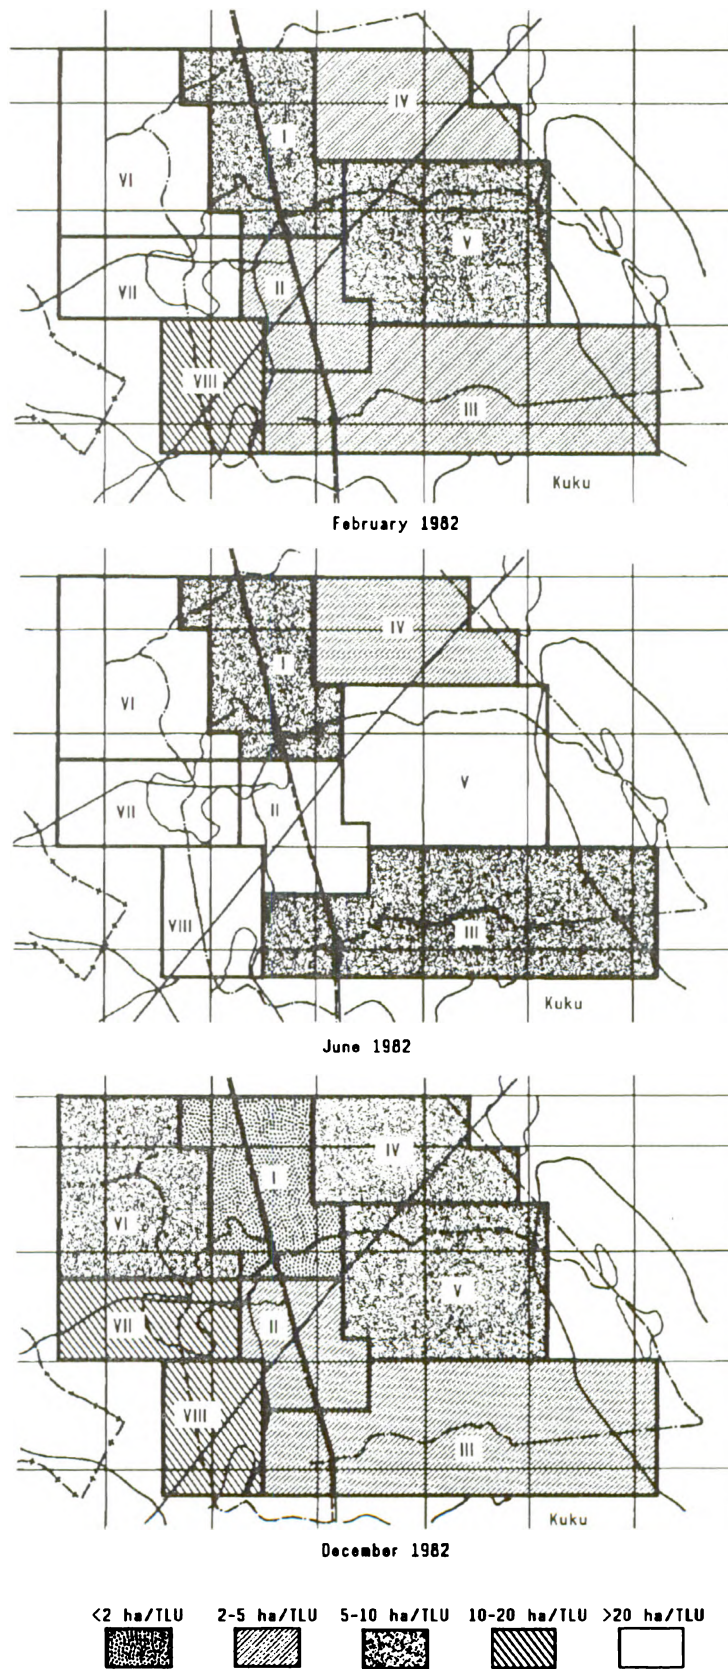 IV
I
VI
V
VII
II
VIII
III
Kuku
February 1982
IV
I
VI
V
VII
II
VIII
III
Kuku
June 1982
IV
I
VI
V
VII
II
VIII
III
Kuku
December 1982
<2 ha/TLU 2-5 ha/TLU 5-10 ha/TLU 10-20 ha/TLU >20 ha/TLU